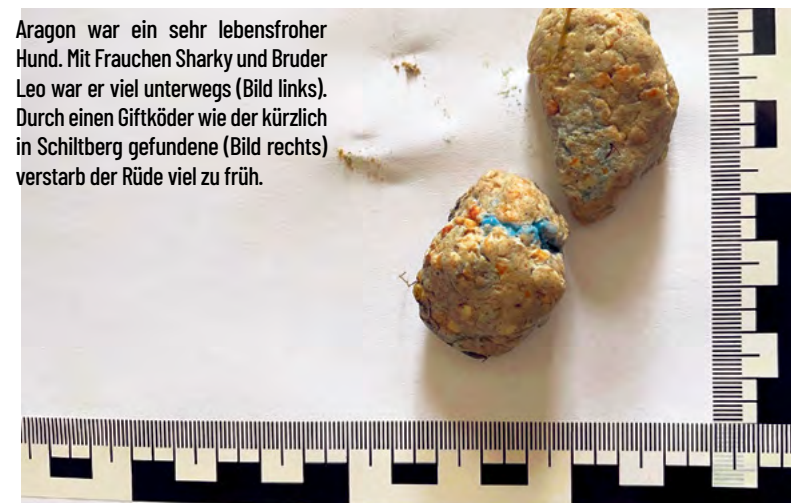 Aragon war ein sehr lebensfroher
Hund. Mit Frauchen Sharky und Bruder
Leo war er viel unterwegs (Bild links).
Durch einen Giftköder wie der kürzlich
in Schiltberg gefundene (Bild rechts)
verstarb der Rüde viel zu früh.